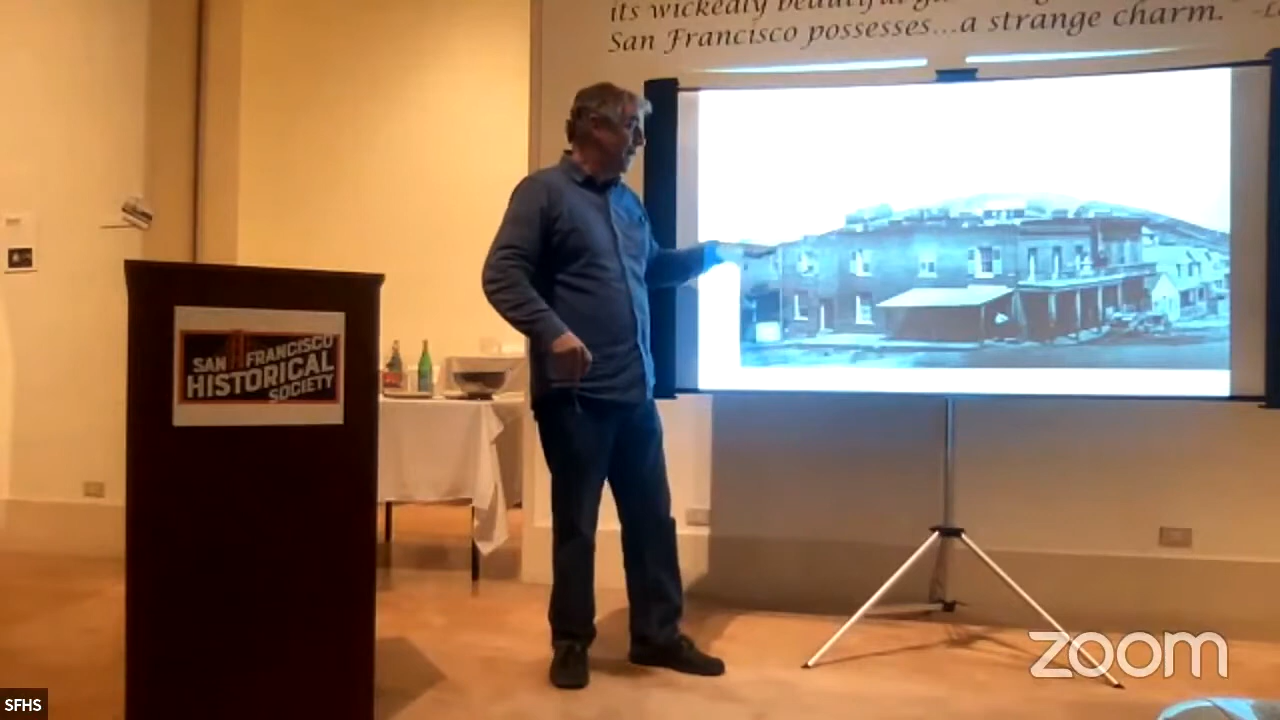 its wickedly beautiful
San Francisco possesses...a strange charm.
SAN FRANCISCO
HISTORICAL
SOCIETY
zoom
SFHS